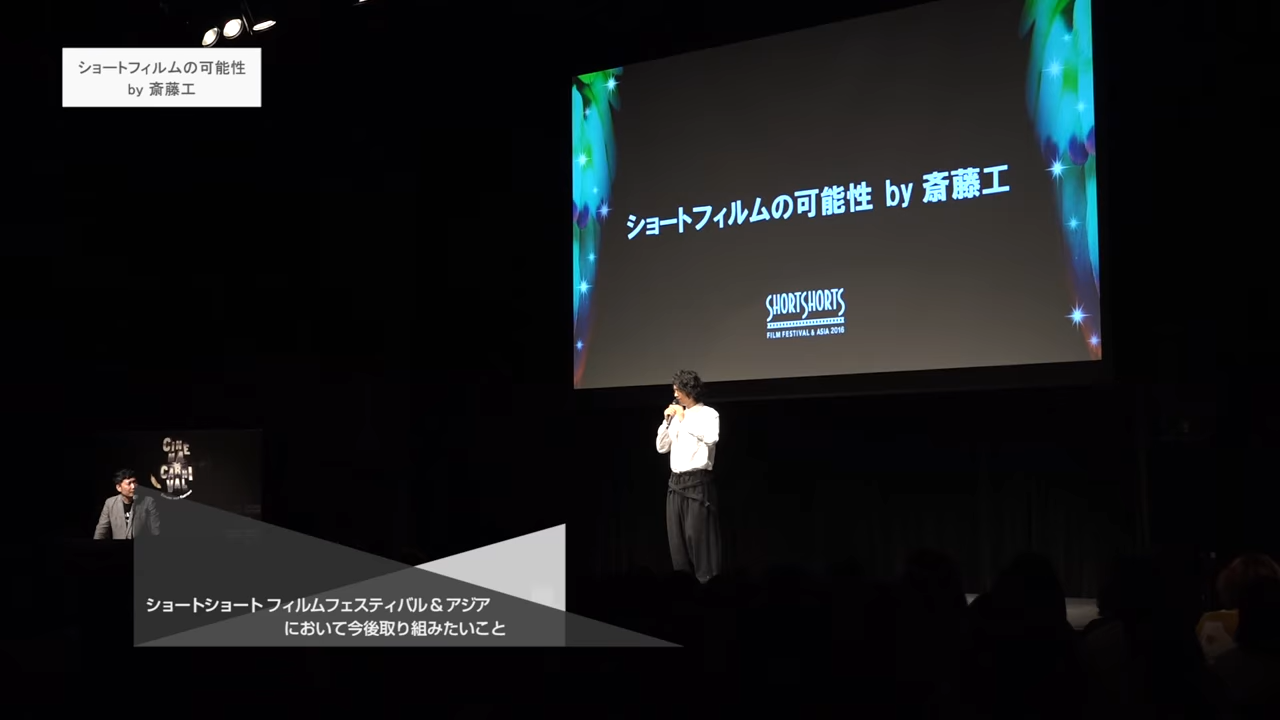 ショートフィルムの可能性
by 斎藤工
ショートフィルムの可能性 by 斎藤工
SHORTSHORTS
FILM FESTIVAL & ASIA 2016
CINE
MA
CARNI
VAL
ショートショート フィルムフェスティバル & アジア
において今後取り組みたいこと